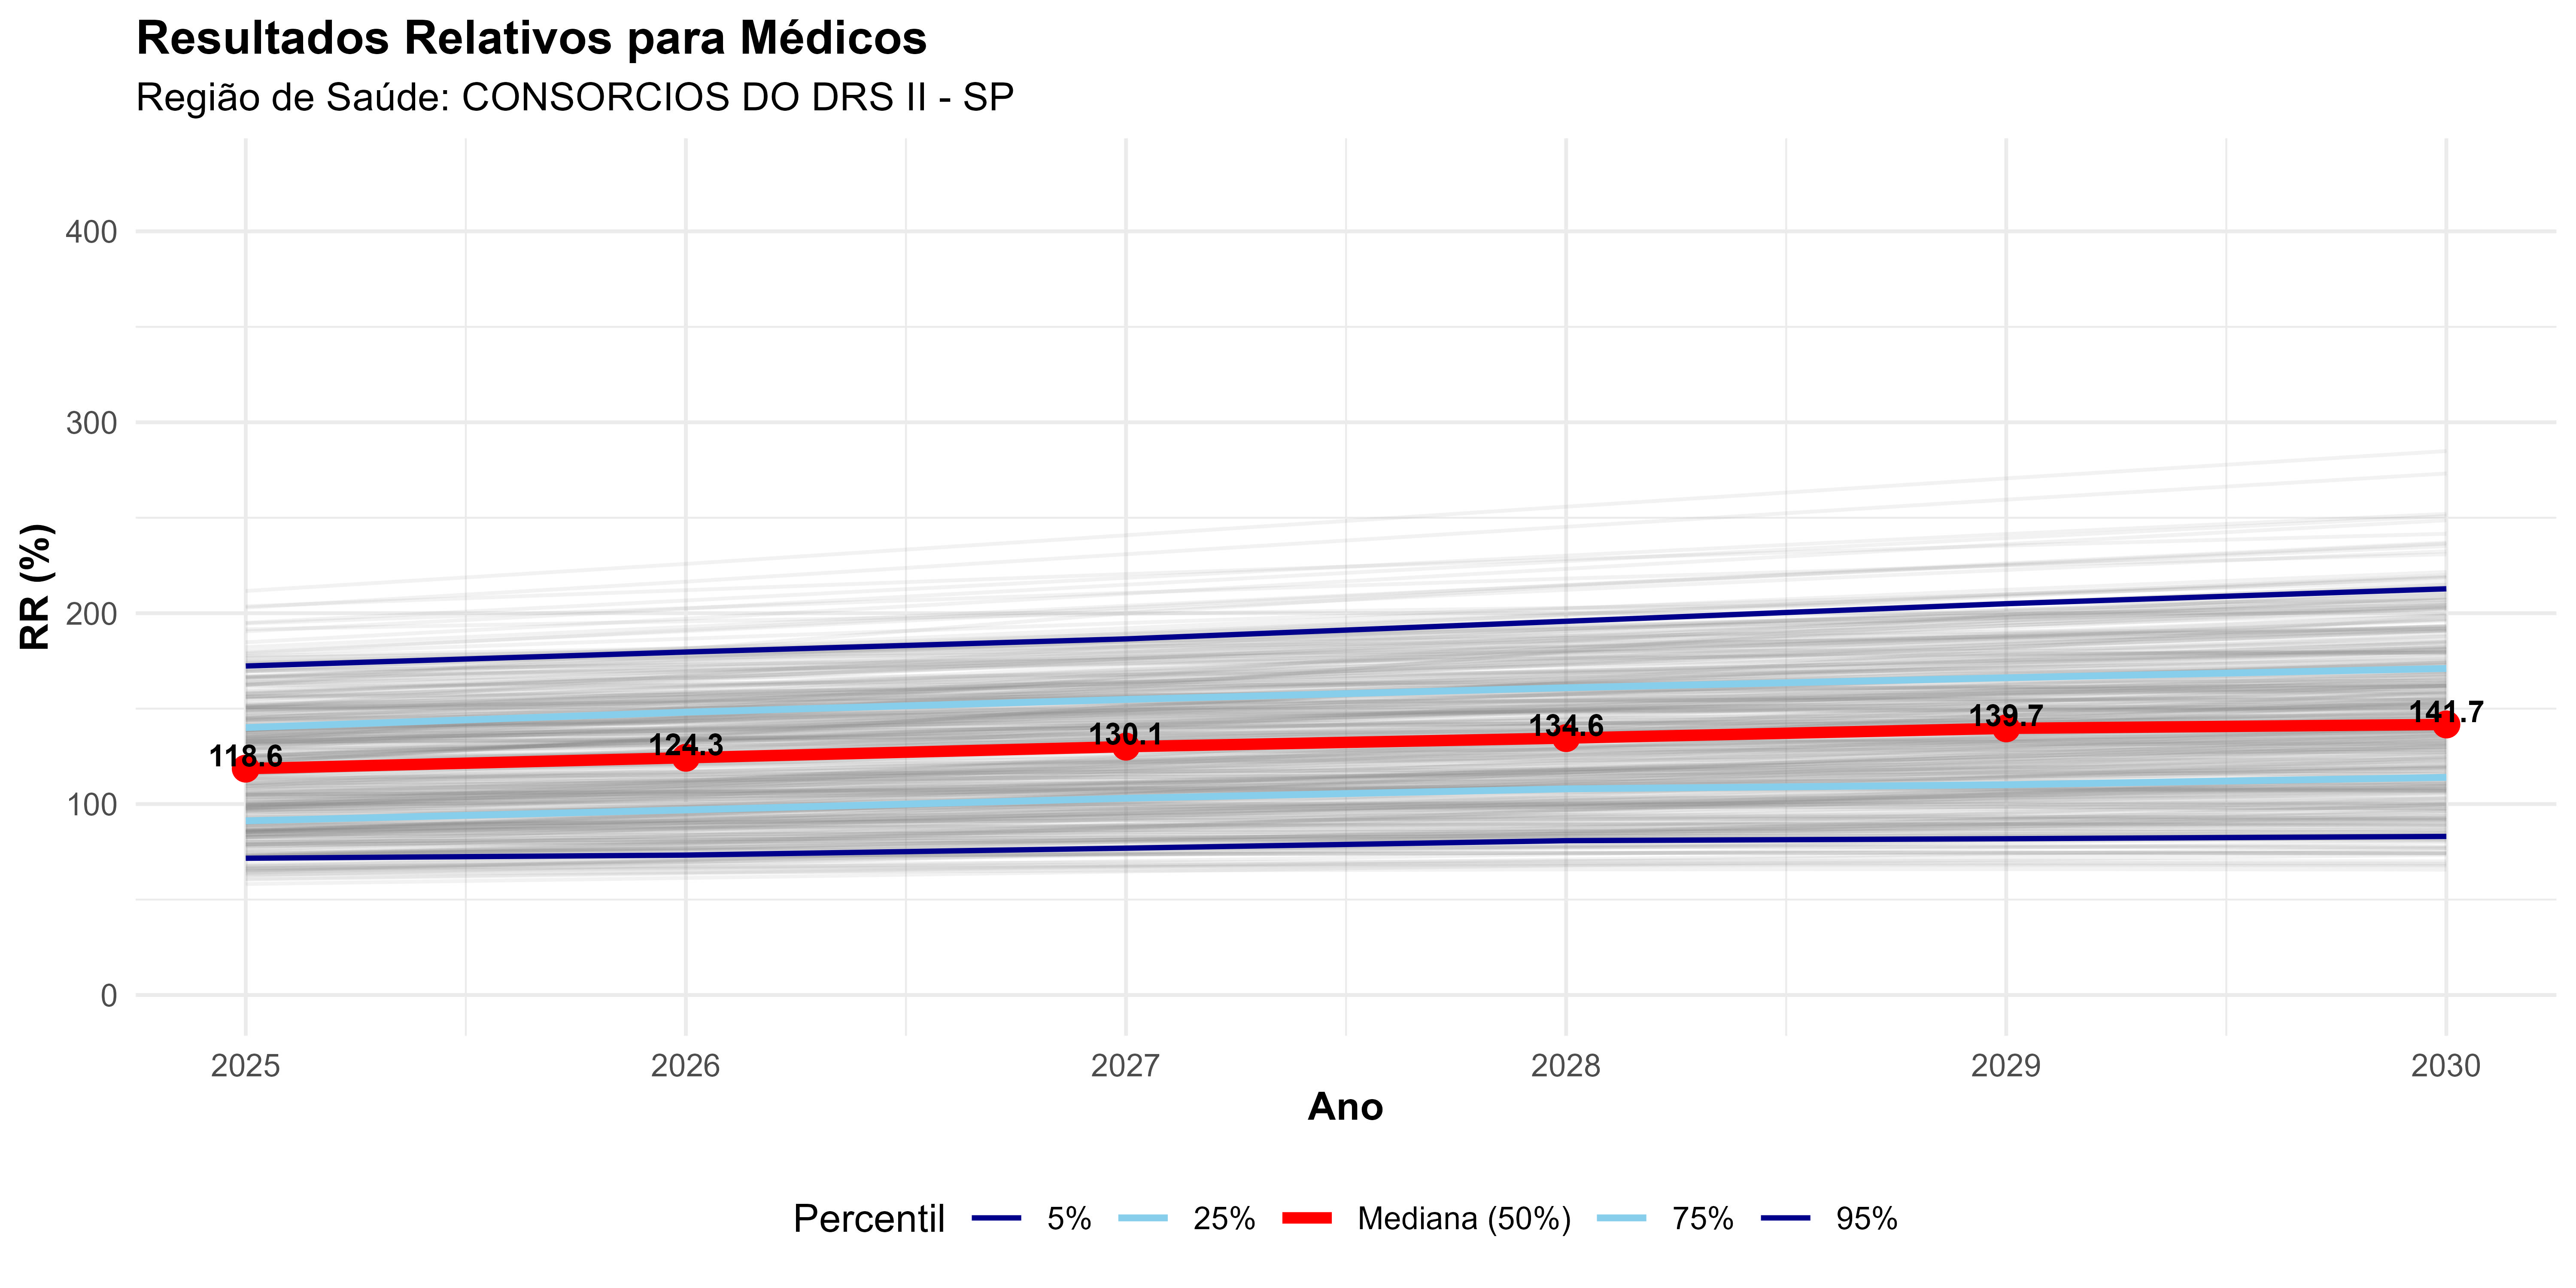 Resultados Relativos para Médicos
Região de Saúde: CONSORCIOS DO DRS II - SP
400
300
200
100
0
RR (%)
118.6
124.3
130.1
134.6
139.7
141.7
2025 2026 2027 2028 2029 2030
Ano
Percentil 5% 25% Mediana (50%) 75% 95%